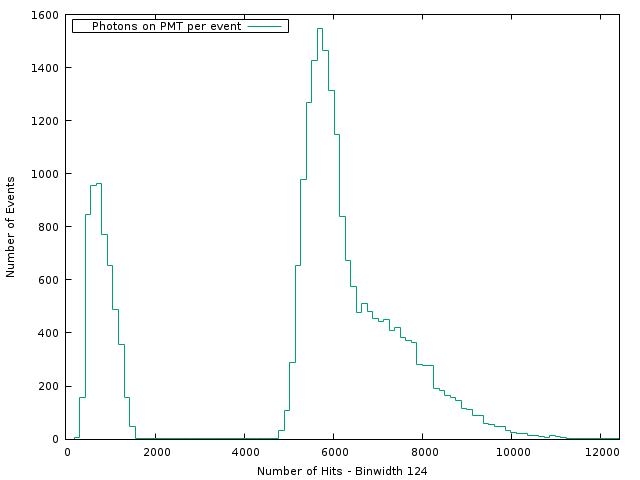 Photons on PMT per event
1600
1400
1200
1000
800
600
400
200
0
Number of Events
0 2000 4000 6000 8000 10000 12000
Number of Hits - Binwidth 124